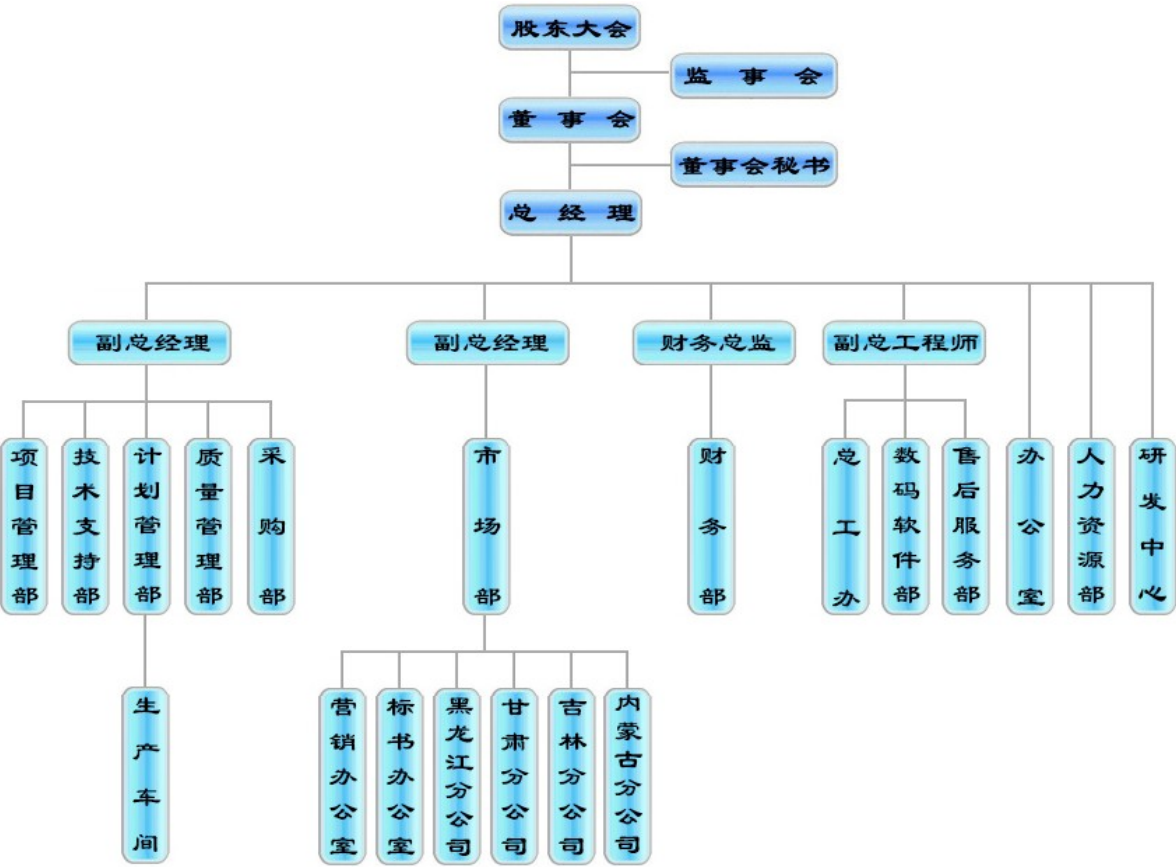 股东大会
监事会
董事会
董事会秘书
总经理
副总经理
副总经理
财务总监
副总工程师
项目管理部
技术支持部
计划管理部
质量管理部
采购部
市场部
财务部
总工办
数码软件部
售后服务部
办公室
人力资源部
研发中心
生产车间
营销办公室
标书办公室
黑龙江分公司
甘肃分公司
吉林分公司
内蒙古分公司